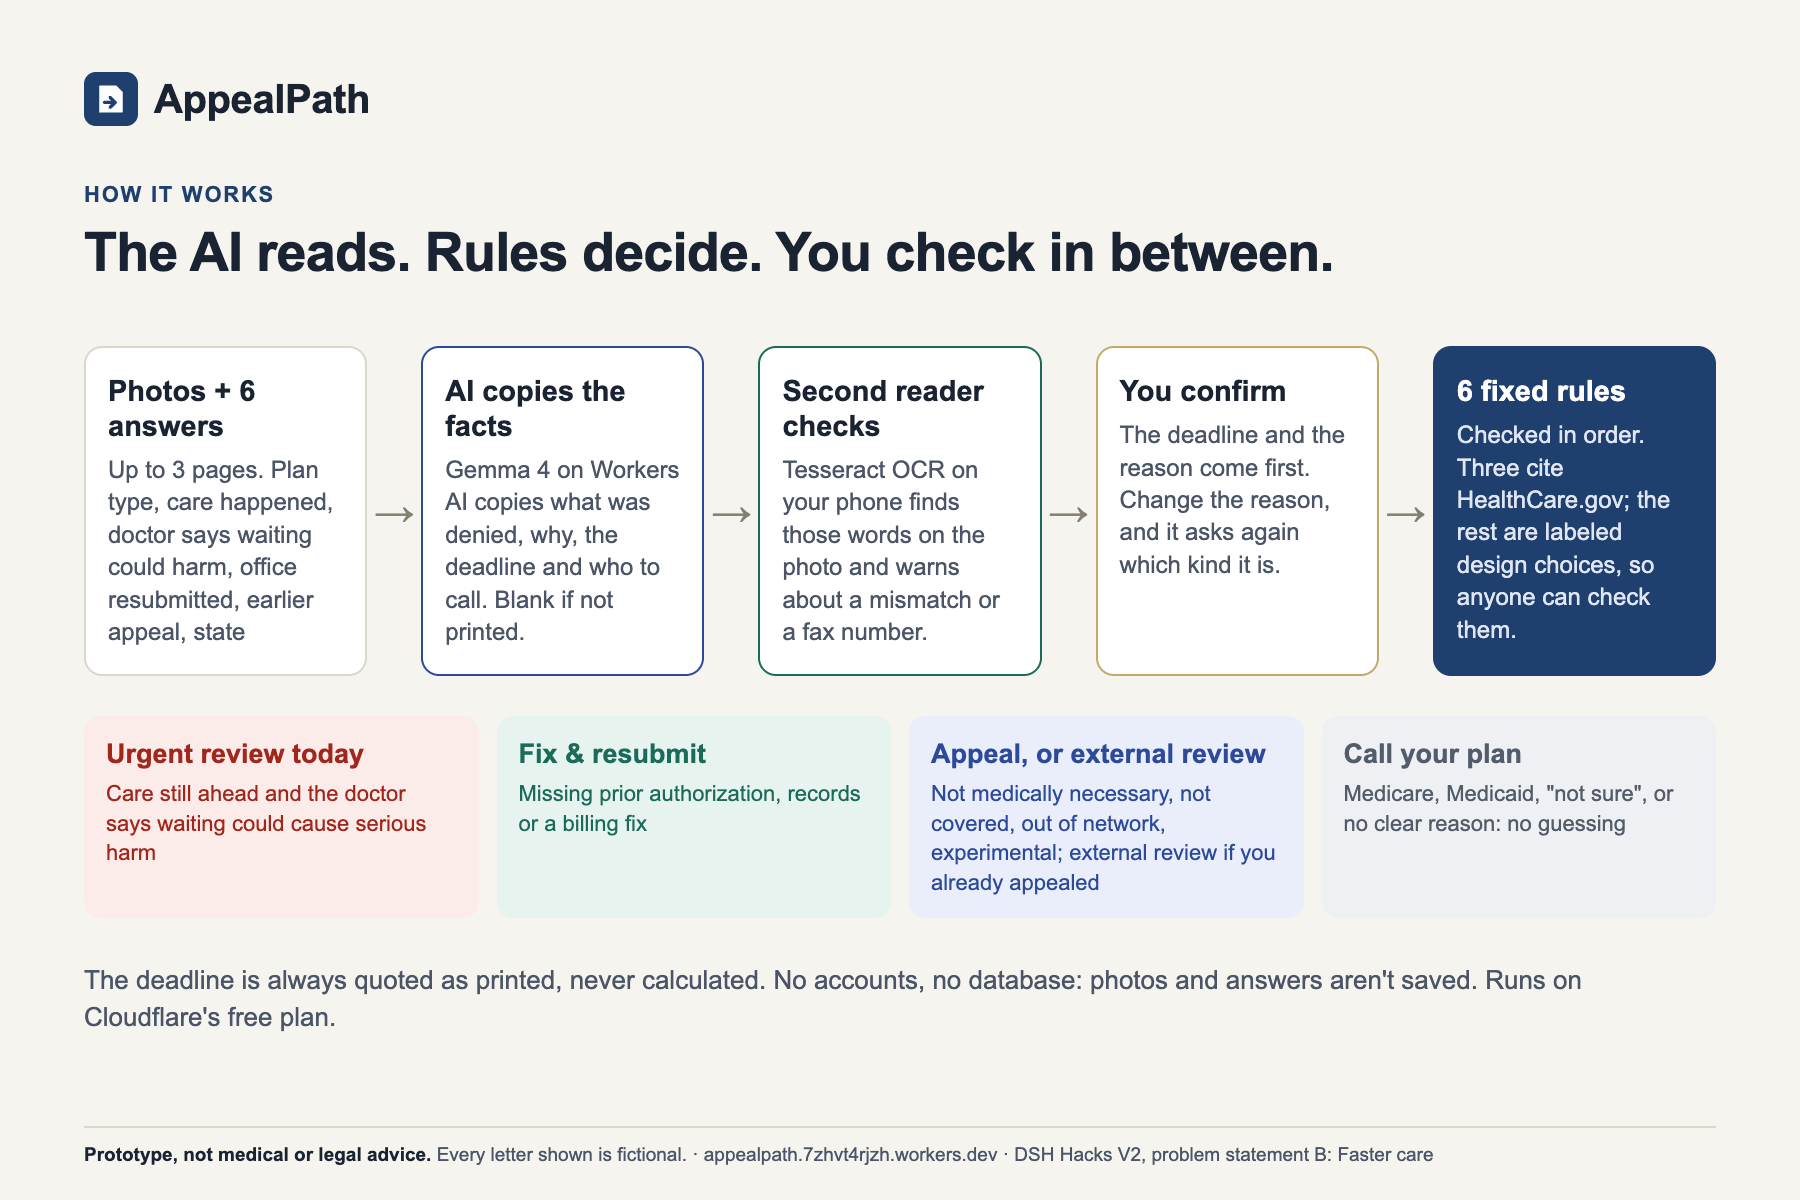 AppealPath
HOW IT WORKS
The AI reads. Rules decide. You check in between.
Photos + 6
answers
Up to 3 pages. Plan
type, care happened,
doctor says waiting
could harm, office
resubmitted, earlier
appeal, state
→
AI copies the
facts
Gemma 4 on Workers
AI copies what was
denied, why, the
deadline and who to
call. Blank if not
printed.
→
Second reader
checks
Tesseract OCR on
your phone finds
those words on the
photo and warns
about a mismatch or
a fax number.
→
You confirm
The deadline and the
reason come first.
Change the reason,
and it asks again
which kind it is.
→
6 fixed rules
Checked in order.
Three cite
HealthCare.gov; the
rest are labeled
design choices, so
anyone can check
them.
Urgent review today
Care still ahead and the doctor
says waiting could cause serious
harm
Fix & resubmit
Missing prior authorization, records
or a billing fix
Appeal, or external review
Not medically necessary, not
covered, out of network,
experimental; external review if you
already appealed
Call your plan
Medicare, Medicaid, "not sure", or
no clear reason: no guessing
The deadline is always quoted as printed, never calculated. No accounts, no database: photos and answers aren't saved. Runs on
Cloudflare's free plan.
Prototype, not medical or legal advice. Every letter shown is fictional. · appealpath.7zhvt4rjzh.workers.dev · DSH Hacks V2, problem statement B: Faster care